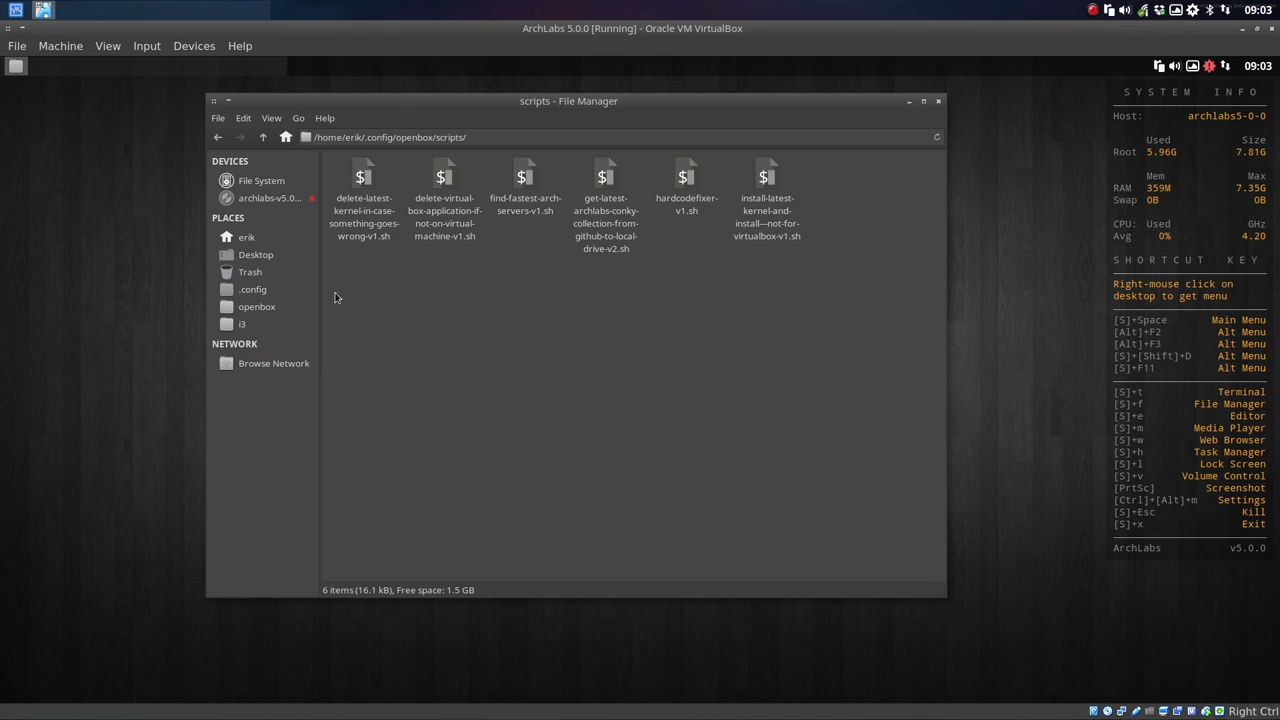 09:03
ArchLabs 5.0.0 [Running] - Oracle VM VirtualBox
File Machine View Input Devices Help
09:03
scripts - File Manager
File Edit View Go Help
/home/erik/.config/openbox/scripts/
DEVICES
File System
archlabs-v5.0...
PLACES
erik
Desktop
Trash
.config
openbox
i3
NETWORK
Browse Network
delete-latest-
kernel-in-case-
something-goes-
wrong-v1.sh
delete-virtual-
box-application-if-
not-on-virtual-
machine-v1.sh
find-fastest-arch-
servers-v1.sh
get-latest-
archlabs-conky-
collection-from-
github-to-local-
drive-v2.sh
hardcodefixer-
v1.sh
install-latest-
kernel-and-
install---not-for-
virtualbox-v1.sh
6 items (16.1 kB), Free space: 1.5 GB
SYSTEM INFO
Host: archlabs5-0-0
Used Size
Root 5.96G 7.81G
Mem Max
RAM 359M 7.35G
Swap 0B 0B
CPU: Used GHz
Avg 0% 4.20
SHORTCUT KEY
Right-mouse click on
desktop to get menu
[S]+Space Main Menu
[Alt]+F2 Alt Menu
[Alt]+F3 Alt Menu
[S]+[Shift]+D Alt Menu
[S]+F11 Alt Menu
[S]+t Terminal
[S]+f File Manager
[S]+e Editor
[S]+m Media Player
[S]+w Web Browser
[S]+h Task Manager
[S]+l Lock Screen
[S]+v Volume Control
[PrtSc] Screenshot
[Ctrl]+[Alt]+m Settings
[S]+Esc Kill
[S]+x Exit
ArchLabs v5.0.0
Right Ctrl